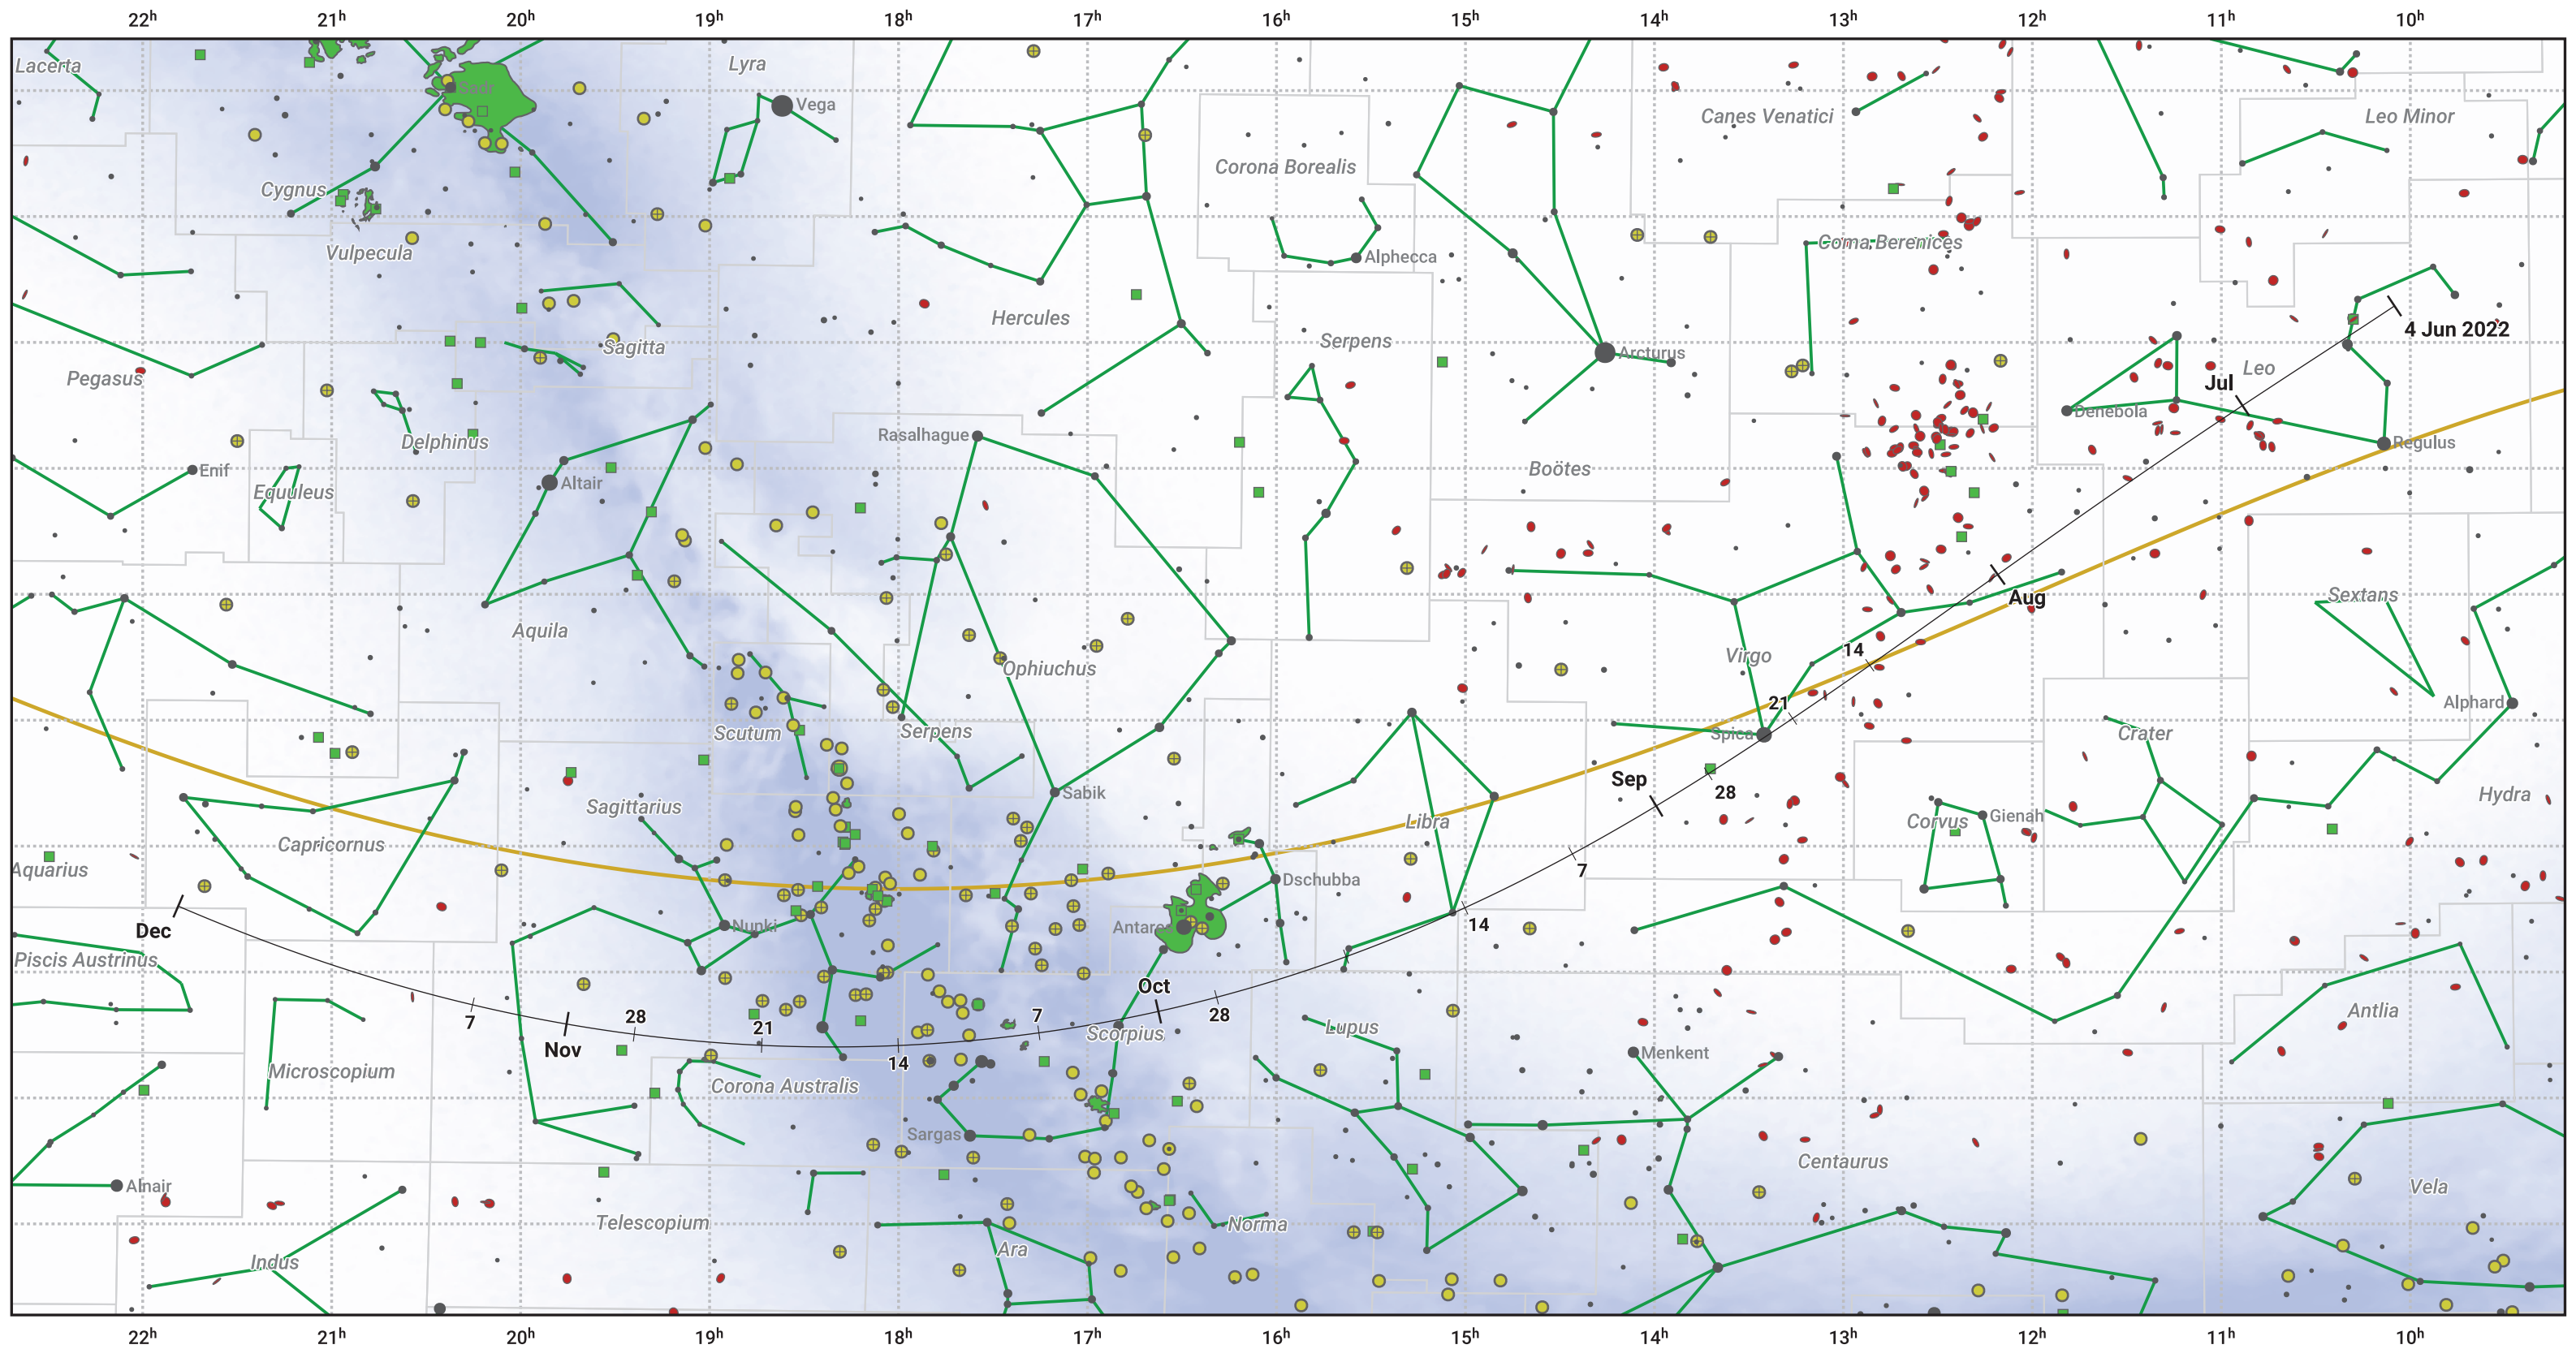 22ʰ 21ʰ 20ʰ 19ʰ 18ʰ 17ʰ 16ʰ 15ʰ 14ʰ 13ʰ 12ʰ 11ʰ 10ʰ
Lacerta
Lyra
Sadr
Vega
Canes Venatici
Leo Minor
Corona Borealis
Cygnus
Vulpecula
Coma Berenices
Alphecca
Hercules
4 Jun 2022
Sagitta
Serpens
Arcturus
Leo
Pegasus
Jul
Denebola
Delphinus
Rasalhague
Regulus
Enif
Boötes
Altair
Equuleus
Aug
Sextans
Aquila
14
Virgo
Ophiuchus
21
Alphard
Scutum
Serpens
Spica
Crater
Sep
28
Sabik
Hydra
Sagittarius
Gienah
Libra
Corvus
Capricornus
Aquarius
7
Dschubba
Dec
Nunki
Antares
14
Piscis Austrinus
Oct
7
28
21
7
28
Antlia
Scorpius
Lupus
Nov
14
Menkent
Microscopium
Corona Australis
Sargas
Centaurus
Alnair
Vela
Telescopium
Norma
Ara
Indus
22ʰ 21ʰ 20ʰ 19ʰ 18ʰ 17ʰ 16ʰ 15ʰ 14ʰ 13ʰ 12ʰ 11ʰ 10ʰ